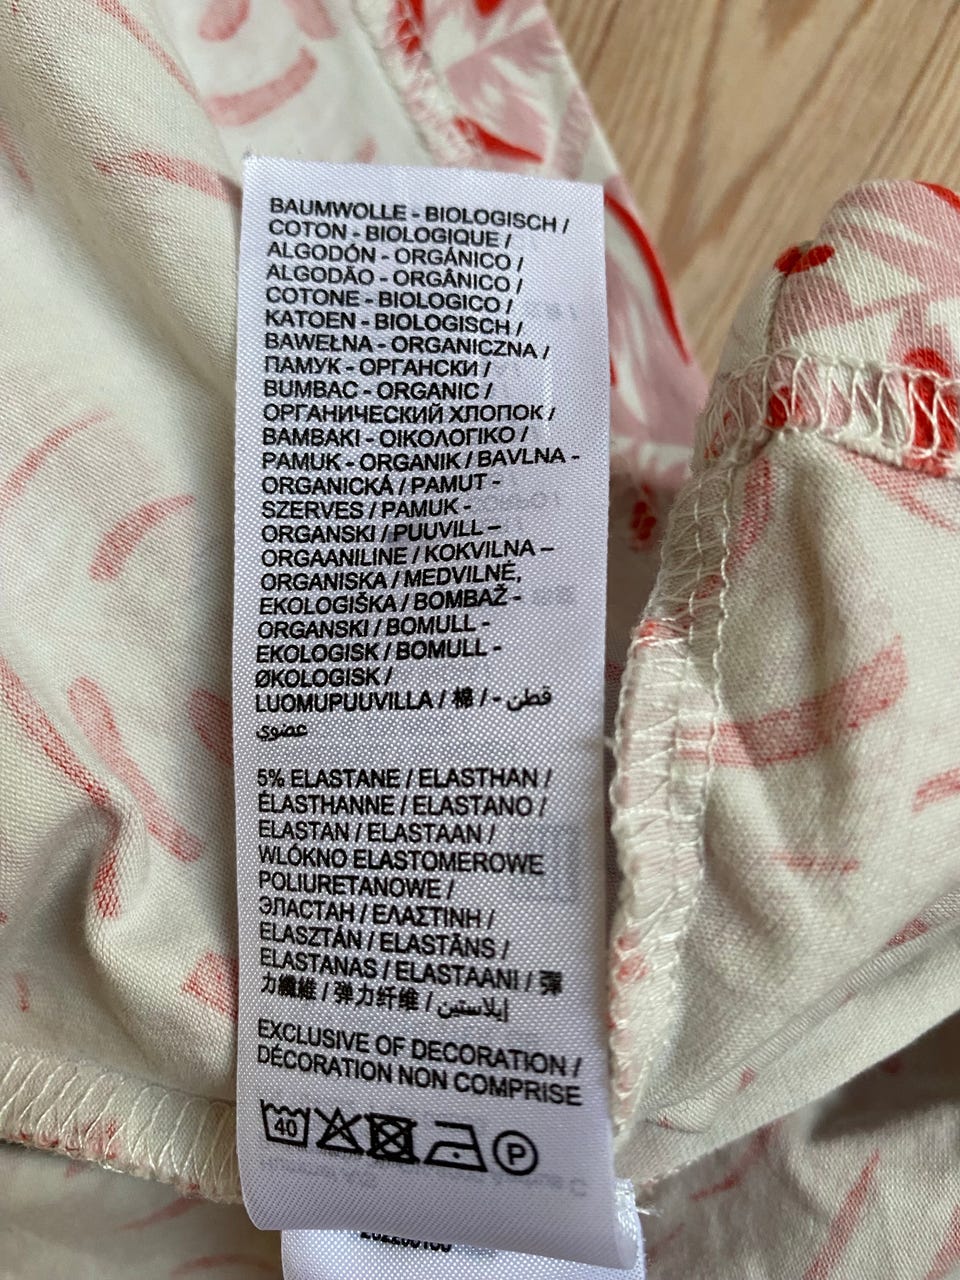 BAUMWOLLE - BIOLOGISCH /
COTON - BIOLOGIQUE /
ALGODÓN - ORGÁNICO /
ALGODÃO - ORGÂNICO /
COTONE - BIOLOGICO /
KATOEN - BIOLOGISCH /
BAWEŁNA - ORGANICZNA /
ПАМУК - ОРГАНСКИ /
BUMBAC - ORGANIC /
ОРГАНИЧЕСКИЙ ХЛОПОК /
ΒΑΜΒΑΚΙ - ΟΙΚΟΛΟΓΙΚΟ /
PAMUK - ORGANIK / BAVLNA -
ORGANICKÁ / PAMUT -
SZERVES / PAMUK -
ORGANSKI / PUUVILL –
ORGAANILINE / KOKVILNA –
ORGANISKA / MEDVILNĖ,
EKOLOGIŠKA / BOMBAŽ -
ORGANSKI / BOMULL -
EKOLOGISK / BOMULL -
ØKOLOGISK /
LUOMUPUUVILLA / 棉 / - قطن
عضوي
5% ELASTANE / ELASTHAN /
ÉLASTHANNE / ELASTANO /
ELASTAN / ELASTAAN /
WŁÓKNO ELASTOMEROWE
POLIURETANOWE /
ЭЛАСТАН / ΕΛΑΣΤΙΝΗ /
ELASZTÁN / ELASTĀNS /
ELASTANAS / ELASTAANI / 彈
力纖維 / 弹力纤维 / إيلاستين
EXCLUSIVE OF DECORATION /
DÉCORATION NON COMPRISE
40 P